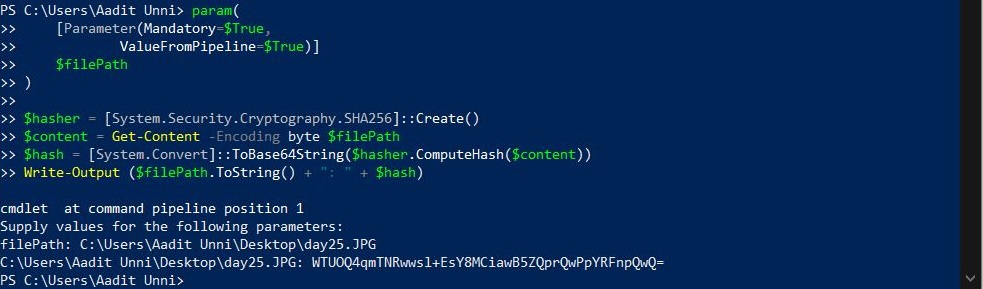 PS C:\Users\Aadit Unni> param(
>>     [Parameter(Mandatory=$True,
>>             ValueFromPipeline=$True)]
>>     $filePath
>> )
>>
>> $hasher = [System.Security.Cryptography.SHA256]::Create()
>> $content = Get-Content -Encoding byte $filePath
>> $hash = [System.Convert]::ToBase64String($hasher.ComputeHash($content))
>> Write-Output ($filePath.ToString() + ": " + $hash)
cmdlet  at command pipeline position 1
Supply values for the following parameters:
filePath: C:\Users\Aadit Unni\Desktop\day25.JPG
C:\Users\Aadit Unni\Desktop\day25.JPG: WTUOQ4qmTNRwwsl+EsY8MCiawB5ZQprQwPpYRFnpQwQ=
PS C:\Users\Aadit Unni>